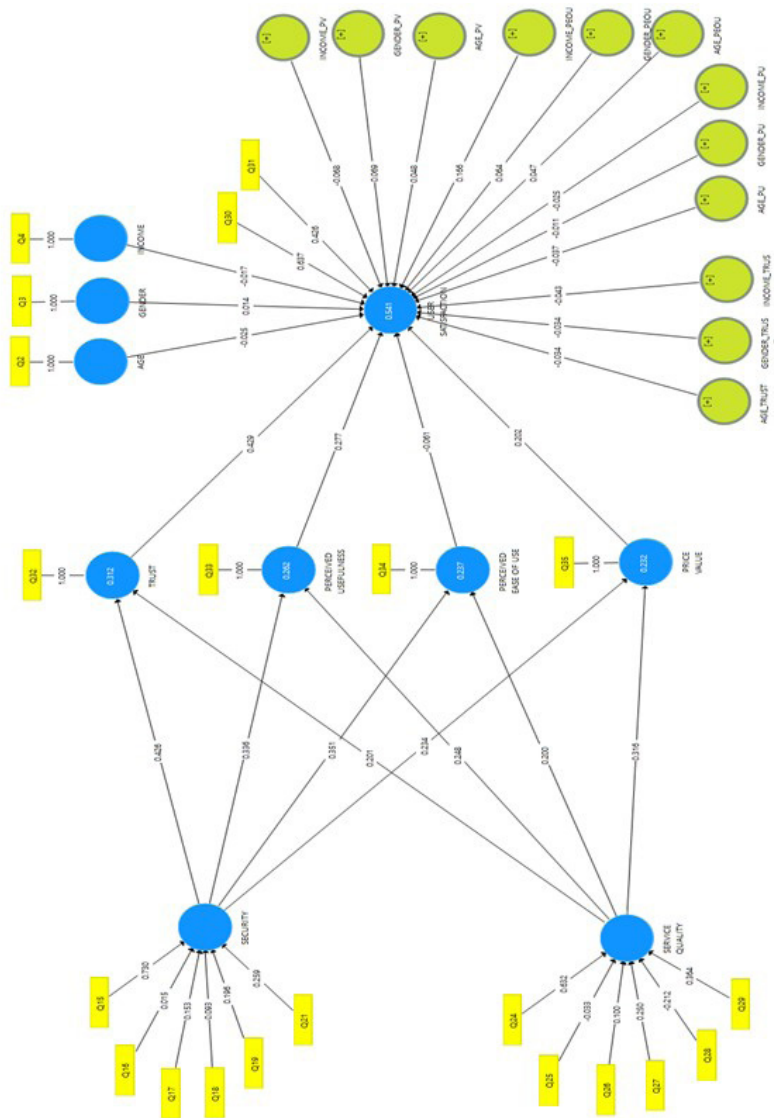 Q15
Q16
Q17
Q18
Q19
Q21
0.730
0.015
0.153
0.196
0.259
SECURITY
Q24
Q25
Q26
Q27
Q28
Q29
0.632
-0.033
0.100
0.250
-0.212
0.364
SERVICE
QUALITY
0.426
0.336
0.351
0.234
0.201
0.248
0.200
0.316
Q32
1.000
0.312
TRUST
Q33
1.000
0.262
PERCEIVED
USEFULNESS
Q34
1.000
0.237
PERCEIVED
EASE OF USE
Q35
1.000
0.232
PRICE
VALUE
0.429
0.277
-0.061
0.202
Q2
1.000
AGE
Q3
1.000
GENDER
Q4
1.000
INCOME
-0.025
0.014
-0.017
Q30
Q31
0.637
0.426
0.541
USER
SATISFACTION
[+]
INCOME_PV
-0.068
[+]
GENDER_PV
-0.069
[+]
AGE_PV
0.048
[+]
INCOME_PEOU
0.166
[+]
GENDER_PEOU
0.064
[+]
AGE_PEOU
0.047
[+]
INCOME_PU
-0.025
[+]
GENDER_PU
-0.011
[+]
AGE_PU
-0.037
[+]
INCOME_TRUS
-0.043
[+]
GENDER_TRUS
-0.034
[+]
AGE_TRUST
-0.034